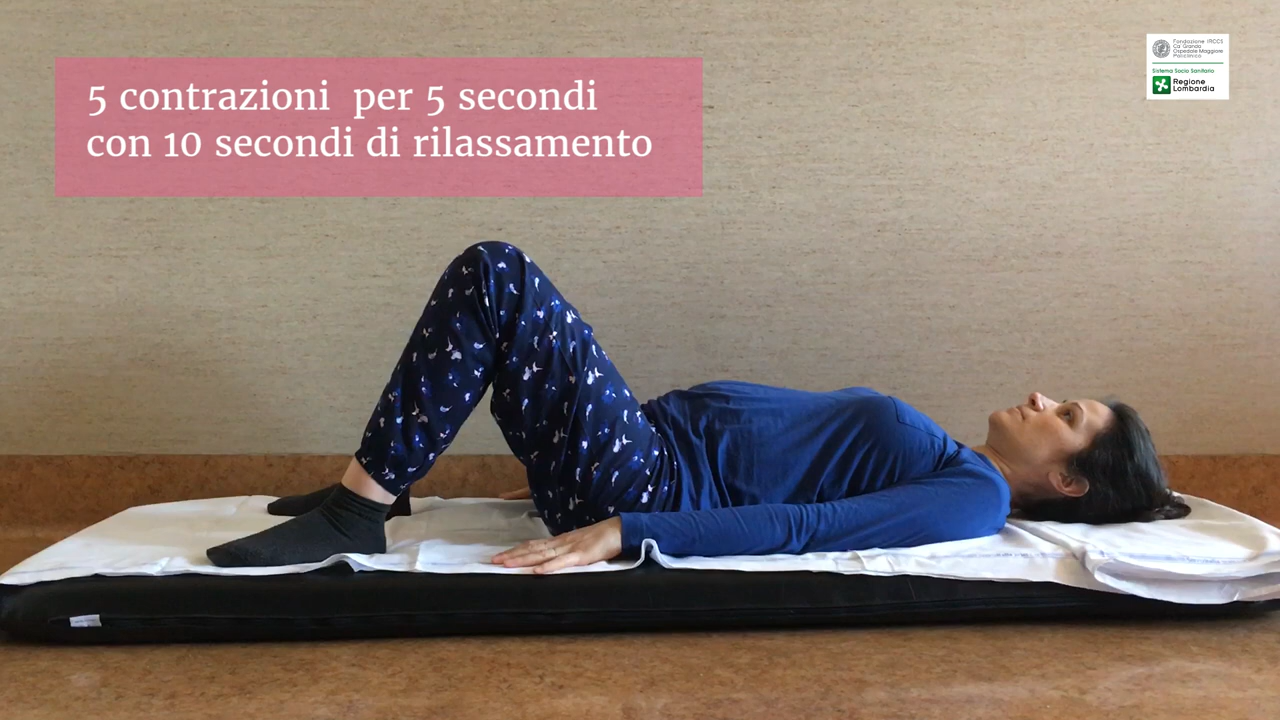 5 contrazioni  per 5 secondi
con 10 secondi di rilassamento
Fondazione IRCCS
Ca' Granda
Ospedale Maggiore
Policlinico
Sistema Socio Sanitario
Regione
Lombardia